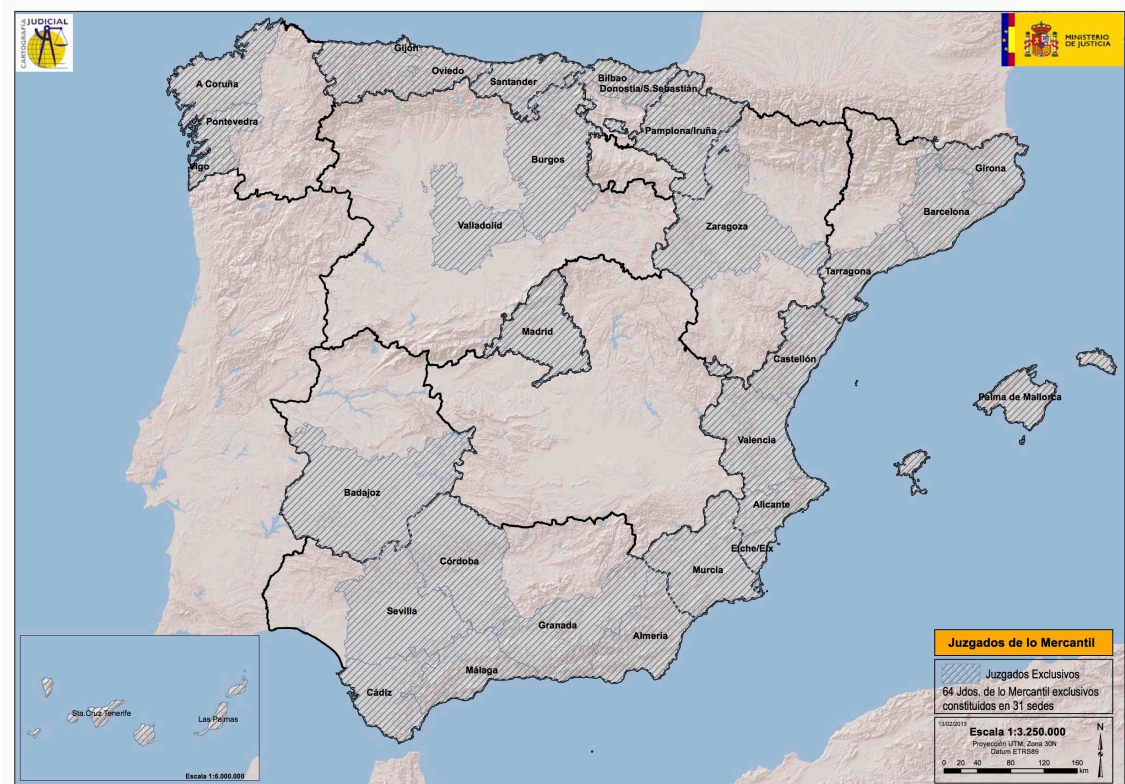 CARTOGRAFÍA
JUDICIAL
MINISTERIO
DE JUSTICIA
Gijón
A Coruña
Oviedo
Santander
Bilbao
Donostia/S.Sebastián
Pontevedra
Pamplona/Iruña
Vigo
Burgos
Girona
Valladolid
Zaragoza
Barcelona
Tarragona
Madrid
Castellón
Palma de Mallorca
Valencia
Badajoz
Alicante
Elche/Elx
Córdoba
Murcia
Sevilla
Granada
Almería
Málaga
Cádiz
Sta.Cruz Tenerife
Las Palmas
Escala 1:6.000.000
Juzgados de lo Mercantil
Juzgados Exclusivos
64 Jdos. de lo Mercantil exclusivos
constituidos en 31 sedes
13/02/2013
Escala 1:3.250.000
Proyección UTM, Zona 30N
Datum ETRS89
N
0 20 40 80 120 160
km